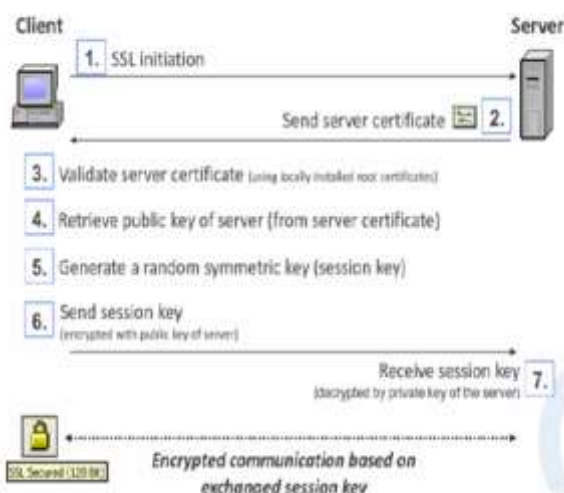 Client
Server
1. SSL initiation
Send server certificate 2.
3. Validate server certificate (using locally installed root certificates)
4. Retrieve public key of server (from server certificate)
5. Generate a random symmetric key (session key)
6. Send session key
(encrypted with public key of server)
Receive session key 7.
(decrypted by private key of the server)
SSL Secured (128 Bit)
Encrypted communication based on
exchanged session key